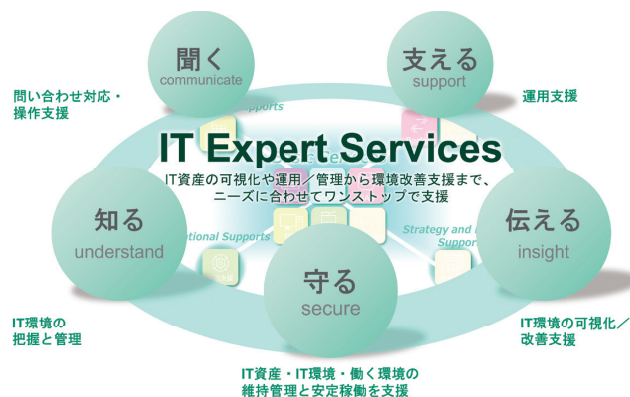 聞く
communicate
支える
support
問い合わせ対応・
操作支援
運用支援
IT Expert Services
IT資産の可視化や運用／管理から環境改善支援まで、
ニーズに合わせてワンストップで支援
知る
understand
伝える
insight
Strategy and
Support
守る
secure
IT環境の
把握と管理
IT環境の可視化／
改善支援
IT資産・IT環境・働く環境の
維持管理と安定稼働を支援